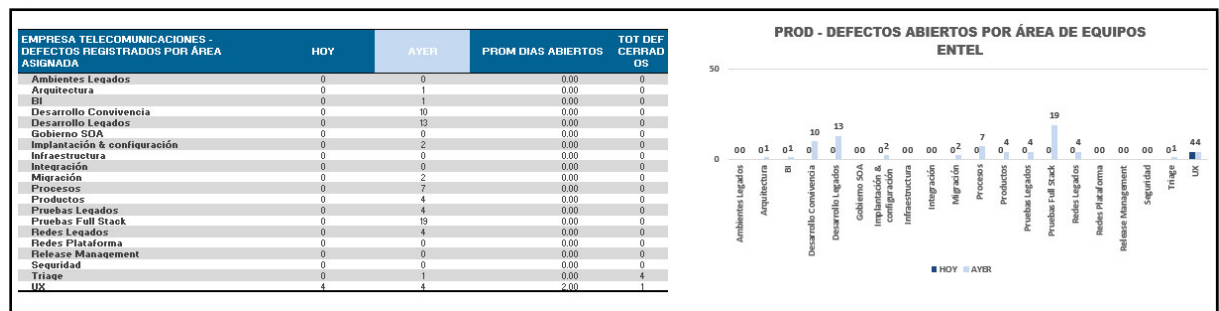 EMPRESA TELECOMUNICACIONES -
DEFECTOS REGISTRADOS POR ÁREA
ASIGNADA
HOY
AYER
PROM DIAS ABIERTOS
TOT DEF
CERRAD
OS
Ambientes Legados 0 0 0.00 0
Arquitectura 0 1 0.00 0
BI 0 1 0.00 0
Desarrollo Convivencia 0 10 0.00 0
Desarrollo Legados 0 13 0.00 0
Gobierno SOA 0 0 0.00 0
Implantación & configuración 0 2 0.00 0
Infraestructura 0 0 0.00 0
Integración 0 0 0.00 0
Migración 0 2 0.00 0
Procesos 0 7 0.00 0
Productos 0 4 0.00 0
Pruebas Legados 0 4 0.00 0
Pruebas Full Stack 0 19 0.00 0
Redes Legados 0 4 0.00 0
Redes Plataforma 0 0 0.00 0
Release Management 0 0 0.00 0
Seguridad 0 0 0.00 0
Triage 0 1 0.00 4
UX 4 4 2.00 1
PROD - DEFECTOS ABIERTOS POR ÁREA DE EQUIPOS
ENTEL
50
0
0 0 0 1 0 1 0 10 0 13 0 0 0 2 0 0 0 0 0 2 0 7 0 4 0 4 0 19 0 4 0 0 0 0 0 0 0 1 4 4
Ambientes Legados
Arquitectura
BI
Desarrollo Convivencia
Desarrollo Legados
Gobierno SOA
Implantación &
configuración
Infraestructura
Integración
Migración
Procesos
Productos
Pruebas Legados
Pruebas Full Stack
Redes Legados
Redes Plataforma
Release Management
Seguridad
Triage
UX
HOY AYER